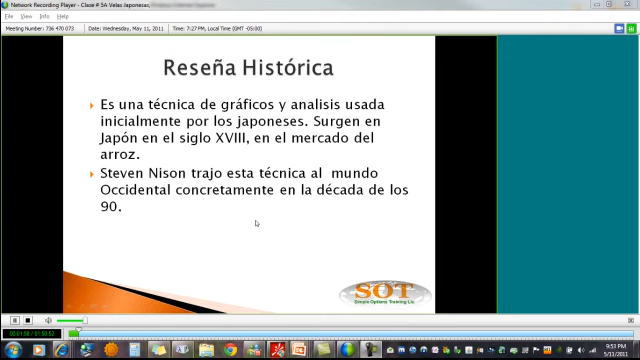 Network Recording Player - Clase # 5A Velas Japonesas,
File View Info Help
Meeting Number: 736 470 073 Date: Wednesday, May 11, 2011 Time: 7:27 PM, Local Time (GMT -05:00)
Reseña Histórica
Es una técnica de gráficos y analisis usada
inicialmente por los japoneses. Surgen en
Japón en el siglo XVIII, en el mercado del
arroz.
Steven Nison trajo esta técnica al mundo
Occidental concretamente en la década de los
90.
SOT
Simple Options Training Llc
9:53 PM
5/11/2011